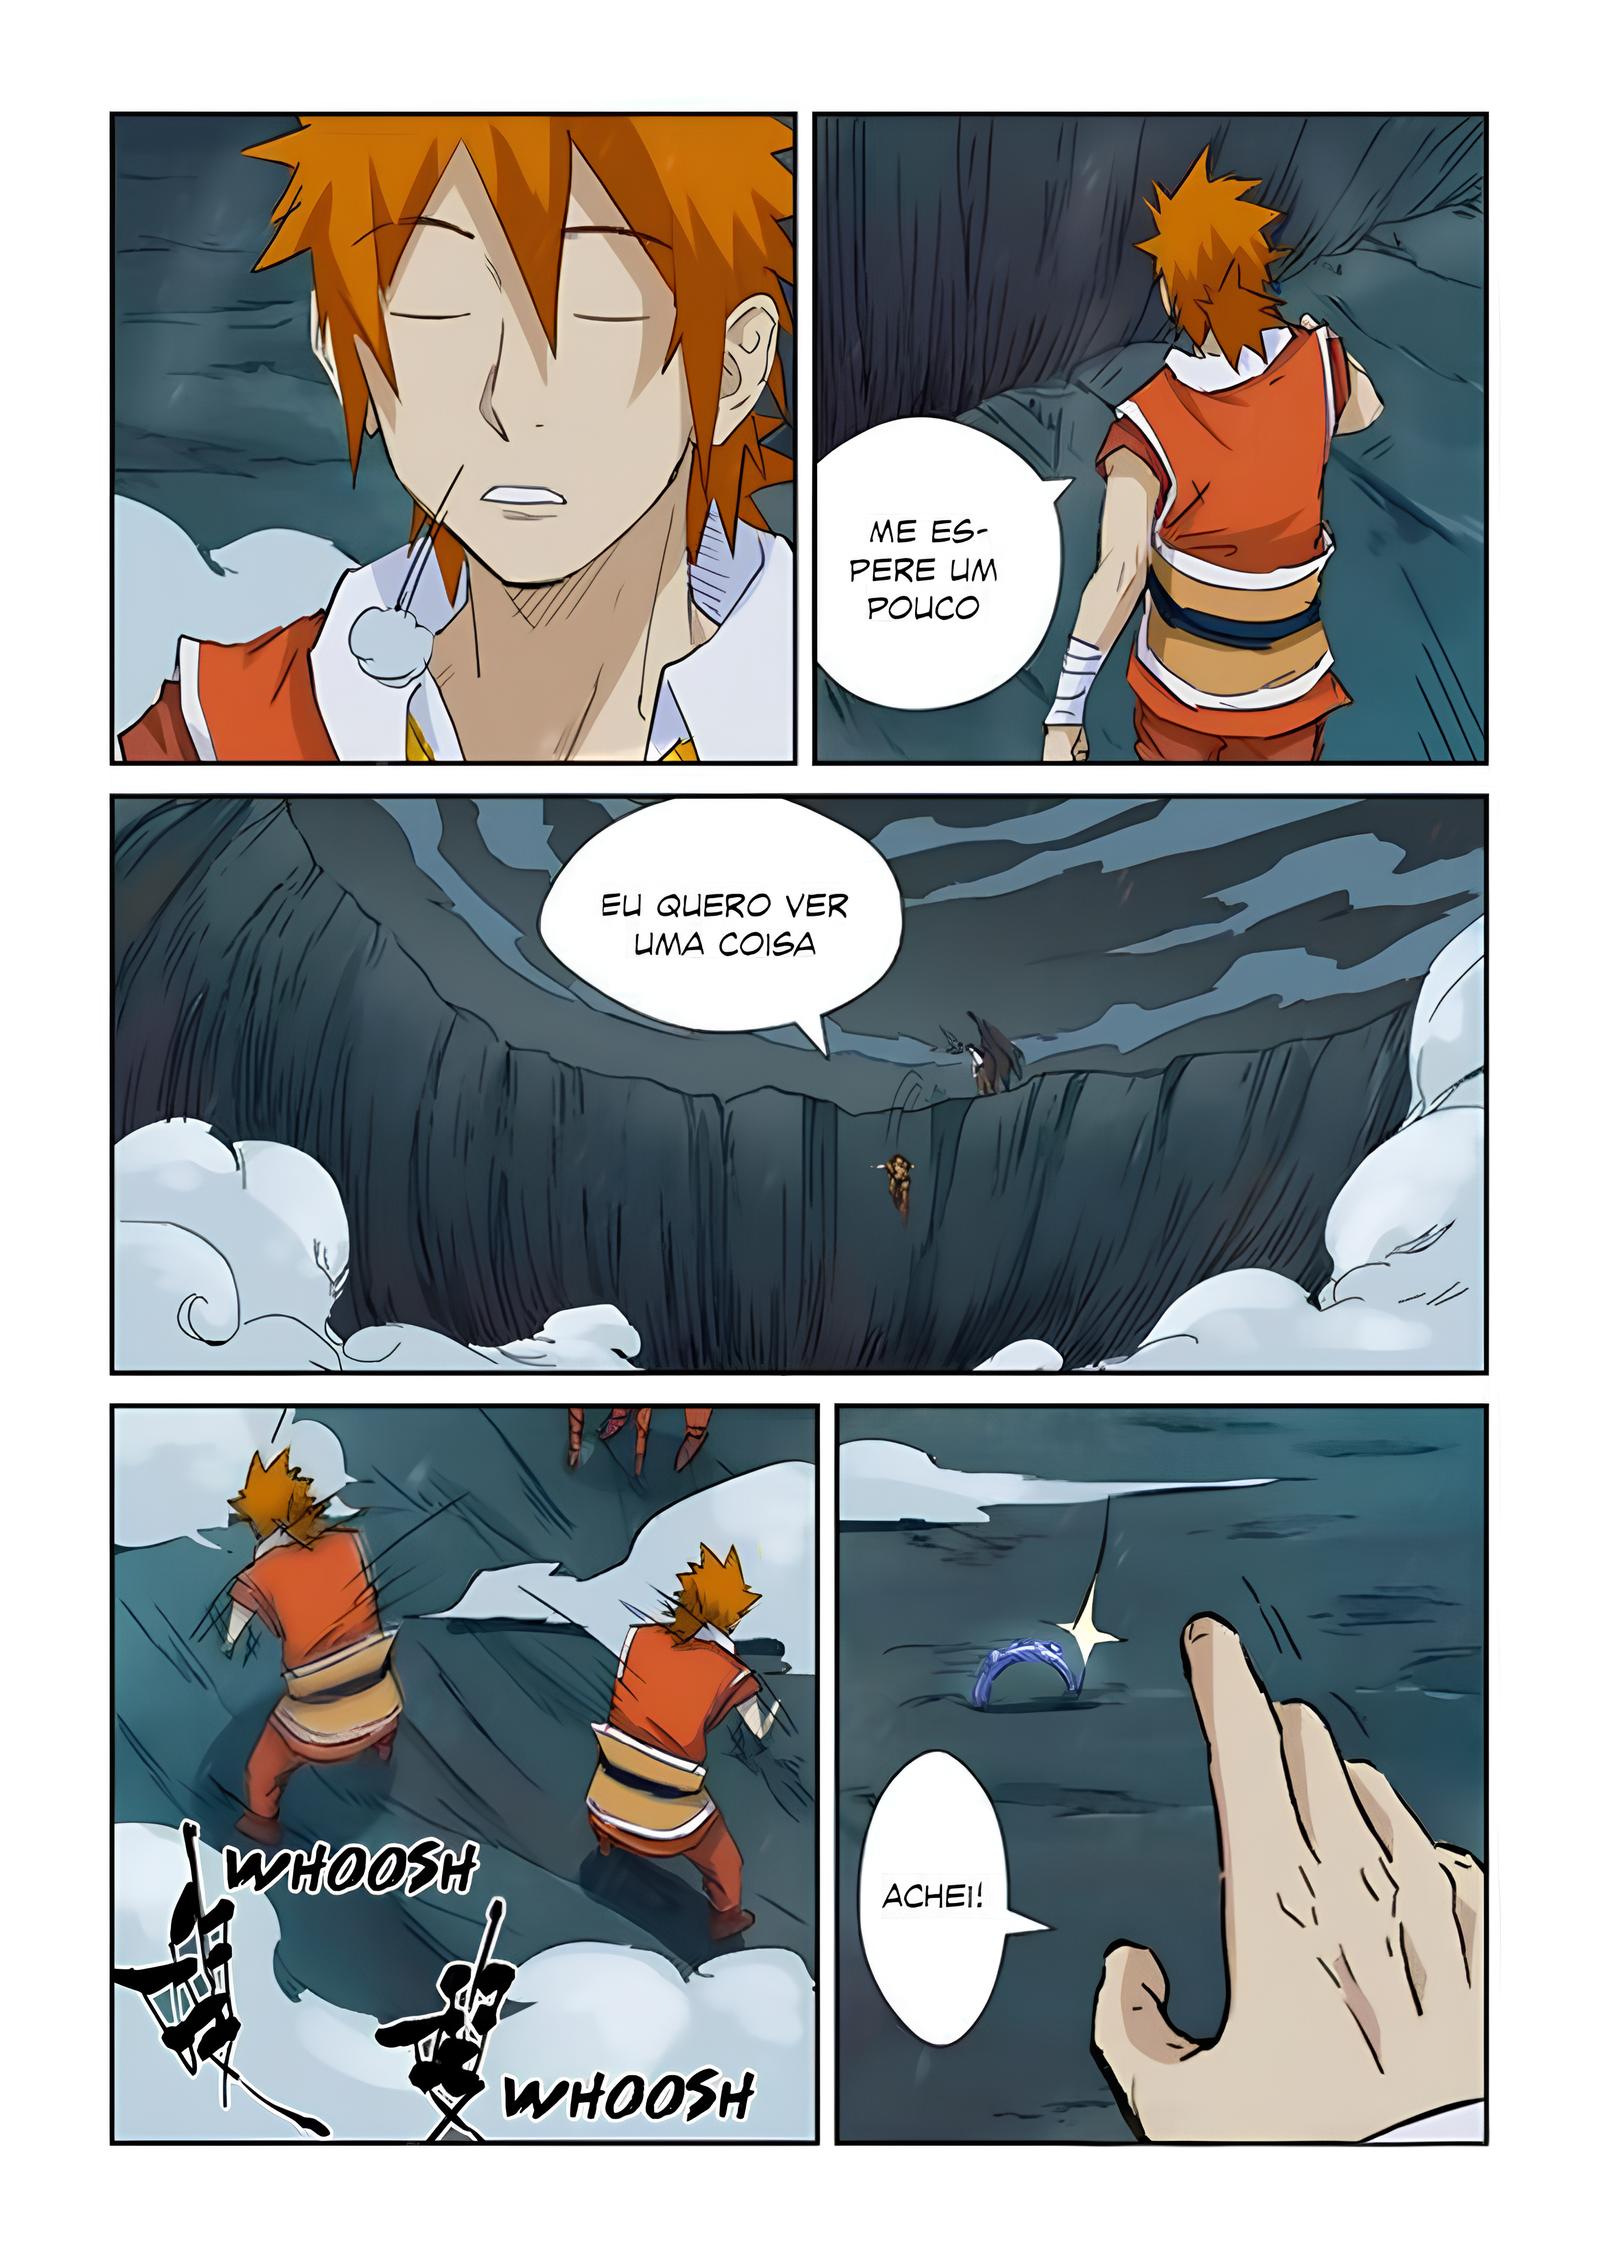 ME ES-
PERE UM
POUCO
EU QUERO VER
UMA COISA
WHOOSH
WHOOSH
ACHEI!